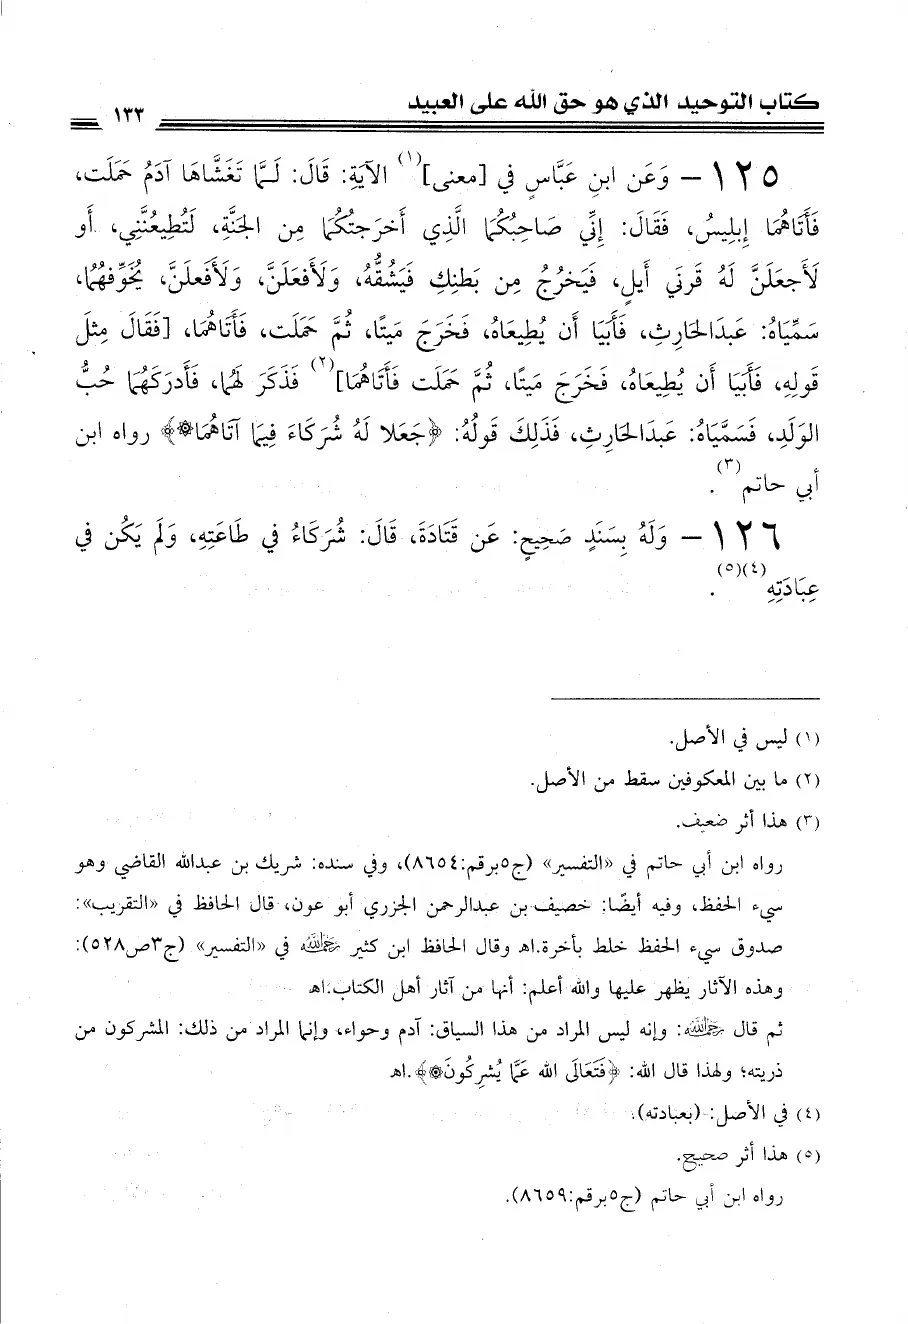 كتاب التوحيد الذي هو حق الله على العبيد ١٣٣
١٢٥ – وَعَن ابنِ عَبَّاسٍ في [معنى](١) الآيَةِ: قَالَ: لَـمَّا تَغَشَّاهَا آدَمُ حَمَلَت،
فَأَتَاهُمَا إِبلِيسُ، فَقَالَ: إِنِّي صَاحِبُكُمَا الَّذِي أَخرَجتُكُمَا مِن الجَنَّةِ، لَتُطِيعُنَّنِي، أَو
لَأَجعَلَنَّ لَهُ قَرنَي أَيلٍ، فَيَخرُجُ مِن بَطنِكِ فَيَشُقُّهُ، وَلَأَفعَلَنَّ، وَلَأَفعَلَنَّ، يُخَوِّفُهُمَا،
سَمِّيَاهُ: عَبدَالحَارِثِ، فَأَبَيَا أَن يُطِيعَاهُ، فَخَرَجَ مَيتًا، ثُمَّ حَمَلَت، فَأَتَاهُمَا، [فَقَالَ مِثلَ
قَولِهِ، فَأَبَيَا أَن يُطِيعَاهُ، فَخَرَجَ مَيتًا، ثُمَّ حَمَلَت فَأَتَاهُمَا](٢) فَذَكَرَ لَهُمَا، فَأَدرَكَهُمَا حُبُّ
الوَلَدِ، فَسَمَّيَاهُ: عَبدَالحَارِثِ، فَذَلِكَ قَولُهُ: ﴿جَعَلَا لَهُ شُرَكَاءَ فِيمَا آتَاهُمَا﴾ رواه ابن
أبي حاتم(٣).
١٢٦ – وَلَهُ بِسَنَدٍ صَحِيحٍ: عَن قَتَادَةَ، قَالَ: شُرَكَاءُ في طَاعَتِهِ، وَلَم يَكُن في
عِبَادَتِهِ(٤)(٥).
(١) ليس في الأصل.
(٢) ما بين المعكوفين سقط من الأصل.
(٣) هذا أثر ضعيف.
رواه ابن أبي حاتم في «التفسير» (ج٥برقم:٨٦٥٤)، وفي سنده: شريك بن عبدالله القاضي وهو
سيء الحفظ، وفيه أيضًا: خصيف بن عبدالرحمن الجزري أبو عون، قال الحافظ في «التقريب»:
صدوق سيء الحفظ خلط بأخرة.اهـ وقال الحافظ ابن كثير رحمه الله في «التفسير» (ج٣ص٥٢٨):
وهذه الآثار يظهر عليها والله أعلم: أنها من آثار أهل الكتاب.اهـ
ثم قال رحمه الله: وإنه ليس المراد من هذا السياق: آدم وحواء، وإنما المراد من ذلك: المشركون من
ذريته؛ ولهذا قال الله: ﴿فَتَعَالَى الله عَمَّا يُشرِكُونَ﴾.اهـ
(٤) في الأصل: (بعبادته).
(٥) هذا أثر صحيح.
رواه ابن أبي حاتم (ج٥برقم:٨٦٥٩).